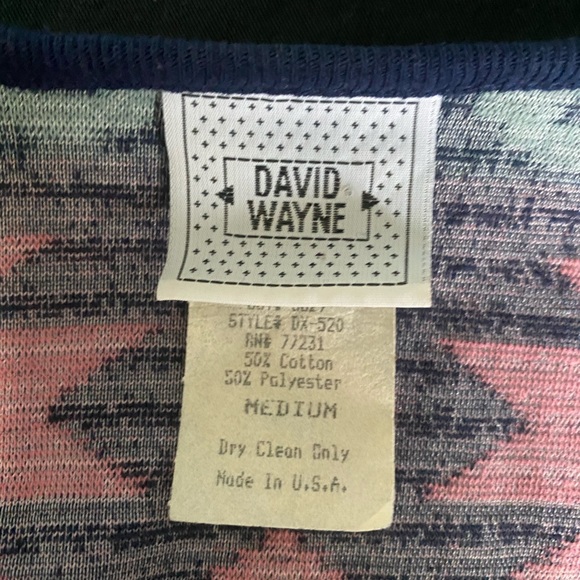 DAVID
WAYNE
STYLE# DX-520
RN# 77231
50% Cotton
50% Polyester
MEDIUM
Dry Clean Only
Made In U.S.A.